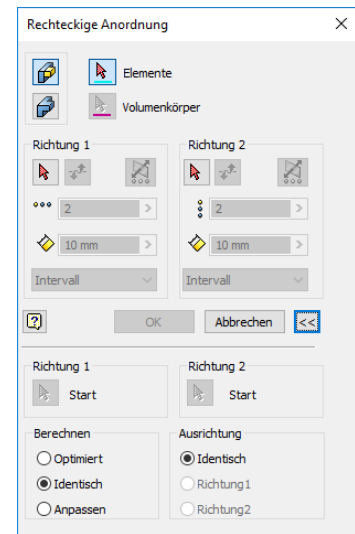 Rechteckige Anordnung
Elemente
Volumenkörper
Richtung 1 Richtung 2
2 > 2 >
10 mm > 10 mm >
Intervall Intervall
? OK Abbrechen <<
Richtung 1 Richtung 2
Start Start
Berechnen Ausrichtung
Optimiert Identisch
Identisch Richtung1
Anpassen Richtung2